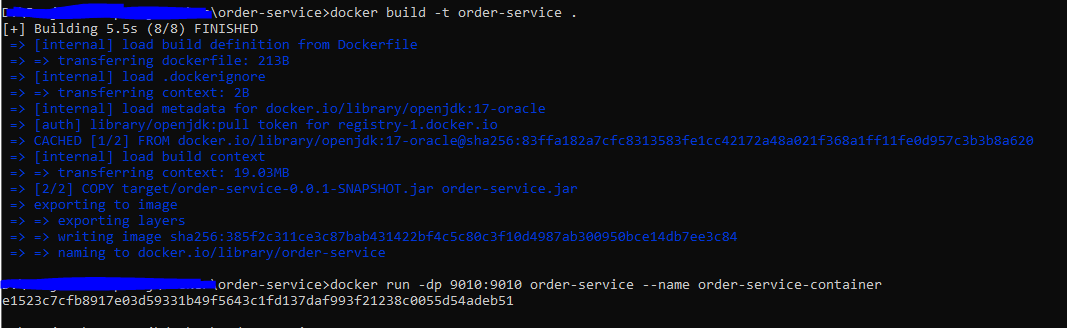 \order-service>docker build -t order-service .
[+] Building 5.5s (8/8) FINISHED
=> [internal] load build definition from Dockerfile
=> => transferring dockerfile: 213B
=> [internal] load .dockerignore
=> => transferring context: 2B
=> [internal] load metadata for docker.io/library/openjdk:17-oracle
=> [auth] library/openjdk:pull token for registry-1.docker.io
=> CACHED [1/2] FROM docker.io/library/openjdk:17-oracle@sha256:83ffa182a7cfc8313583fe1cc42172a48a021f368a1ff11fe0d957c3b3b8a620
=> [internal] load build context
=> => transferring context: 19.03MB
=> [2/2] COPY target/order-service-0.0.1-SNAPSHOT.jar order-service.jar
=> exporting to image
=> => exporting layers
=> => writing image sha256:385f2c311ce3c87bab431422bf4c5c80c3f10d4987ab300950bce14db7ee3c84
=> => naming to docker.io/library/order-service
\order-service>docker run -dp 9010:9010 order-service --name order-service-container
e1523c7cfb8917e03d59331b49f5643c1fd137daf993f21238c0055d54adeb51